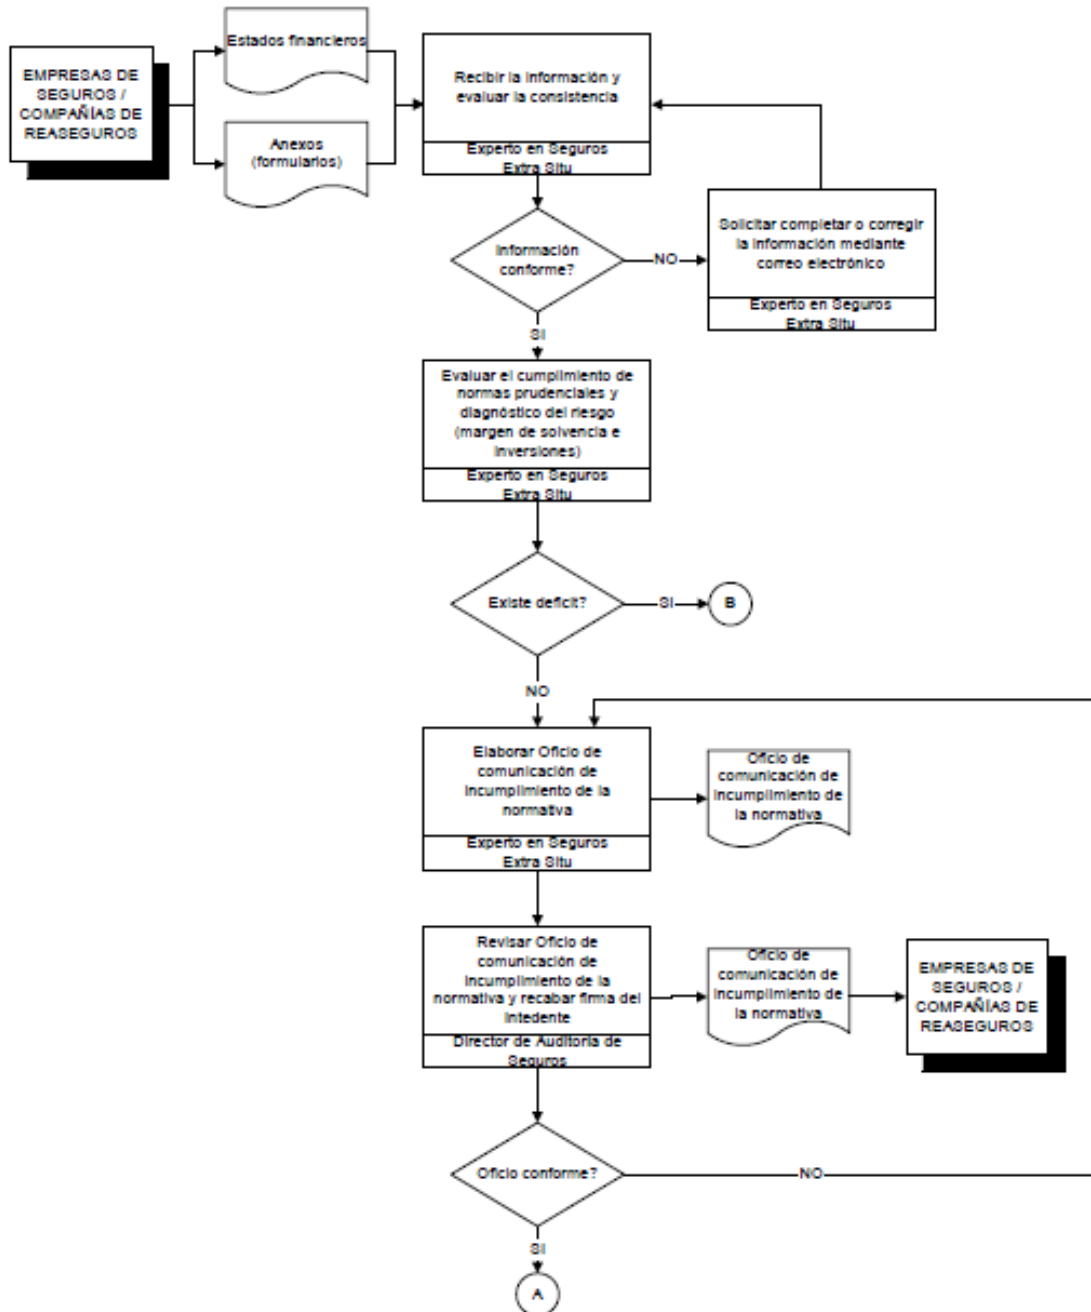 EMPRESAS DE
SEGUROS /
COMPAÑÍAS DE
REASEGUROS
Estados financieros
Anexos
(formularios)
Recibir la información y
evaluar la consistencia
Experto en Seguros
Extra Situ
Información
conforme?
NO
Solicitar completar o corregir
la información mediante
correo electrónico
Experto en Seguros
Extra Situ
SI
Evaluar el cumplimiento de
normas prudenciales y
diagnóstico del riesgo
(margen de solvencia e
inversiones)
Experto en Seguros
Extra Situ
Existe deficit?
SI
B
NO
Elaborar Oficio de
comunicación de
incumplimiento de la
normativa
Experto en Seguros
Extra Situ
Oficio de
comunicación de
incumplimiento de
la normativa
Revisar Oficio de
comunicación de
incumplimiento de la
normativa y recabar firma del
Intedente
Director de Auditoría de
Seguros
Oficio de
comunicación de
incumplimiento de
la normativa
EMPRESAS DE
SEGUROS /
COMPAÑÍAS DE
REASEGUROS
Oficio conforme?
NO
SI
A